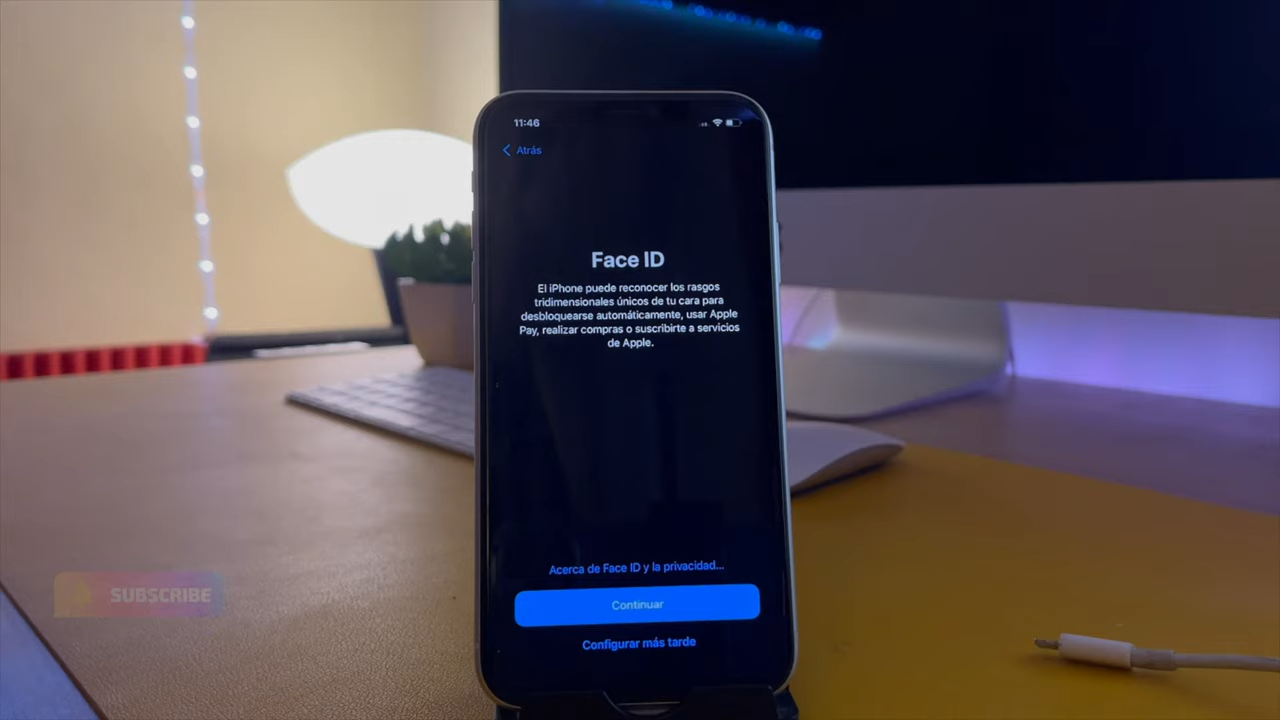 11:46
Atrás
Face ID
El iPhone puede reconocer los rasgos
tridimensionales únicos de tu cara para
desbloquearse automáticamente, usar Apple
Pay, realizar compras o suscribirte a servicios
de Apple.
Acerca de Face ID y la privacidad...
Continuar
Configurar más tarde
SUBSCRIBE